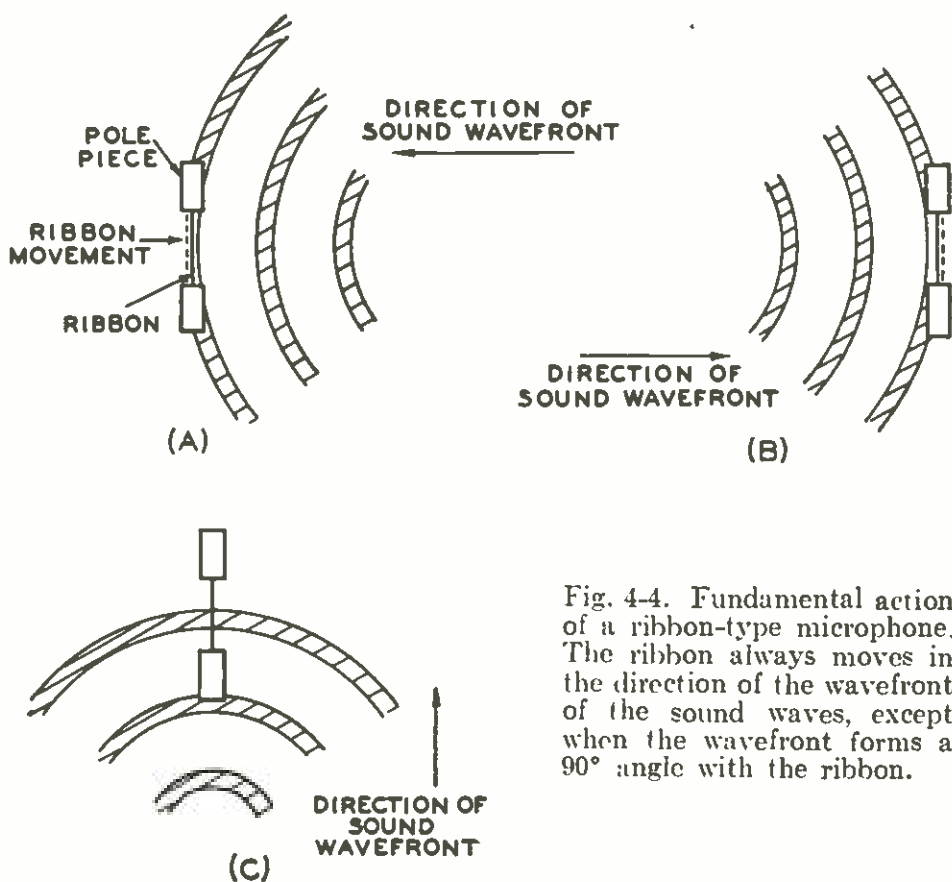 DIRECTION OF
SOUND WAVEFRONT
POLE
PIECE
RIBBON
MOVEMENT
RIBBON
(A)
DIRECTION OF
SOUND WAVEFRONT
(B)
DIRECTION OF
SOUND
WAVEFRONT
(C)
Fig. 4-4. Fundamental action
of a ribbon-type microphone.
The ribbon always moves in
the direction of the wavefront
of the sound waves, except
when the wavefront forms a
90° angle with the ribbon.